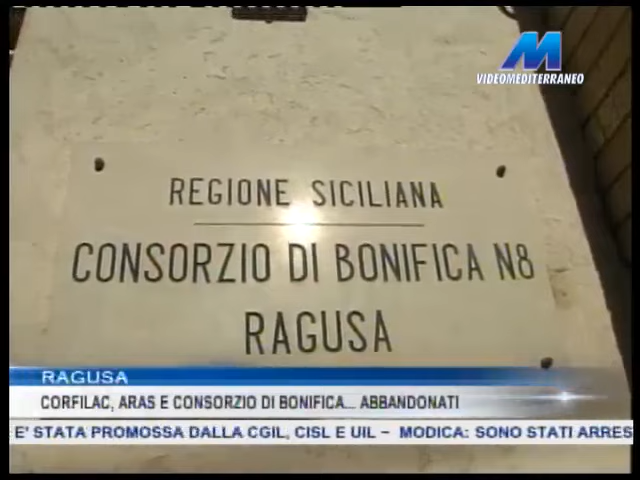 M
VIDEOMEDITERRANEO
REGIONE SICILIANA
CONSORZIO DI BONIFICA N8
RAGUSA
RAGUSA
CORFILAC, ARAS E CONSORZIO DI BONIFICA... ABBANDONATI
E' STATA PROMOSSA DALLA CGIL, CISL E UIL – MODICA: SONO STATI ARRES